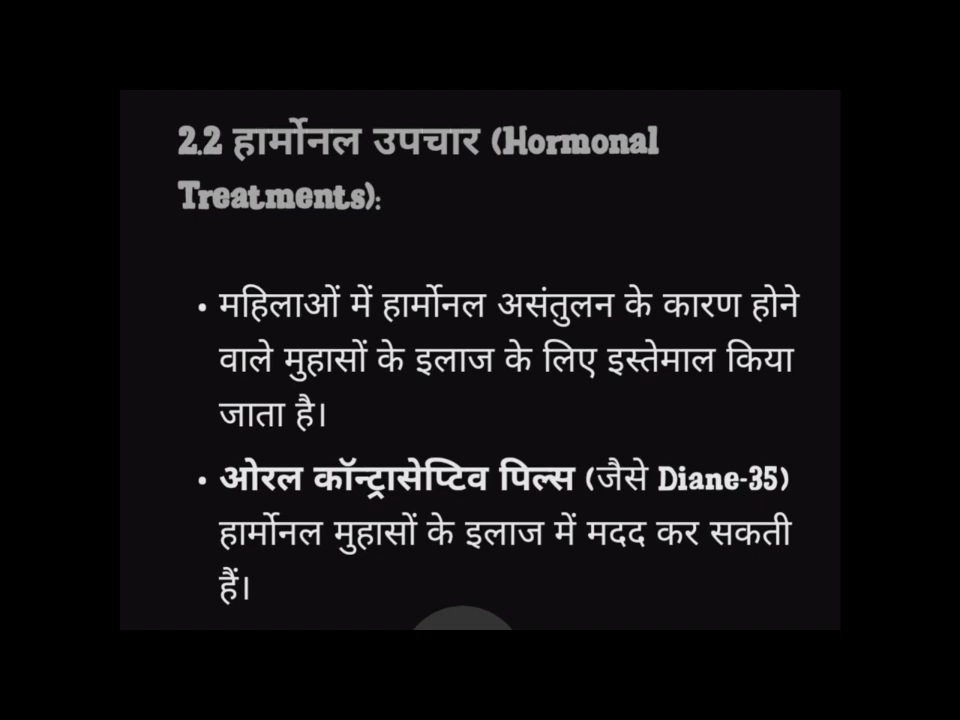 2.2 हार्मोनल उपचार (Hormonal
Treatments):
• महिलाओं में हार्मोनल असंतुलन के कारण होने
वाले मुहासों के इलाज के लिए इस्तेमाल किया
जाता है।
• ओरल कॉन्ट्रासेप्टिव पिल्स (जैसे Diane-35)
हार्मोनल मुहासों के इलाज में मदद कर सकती
हैं।